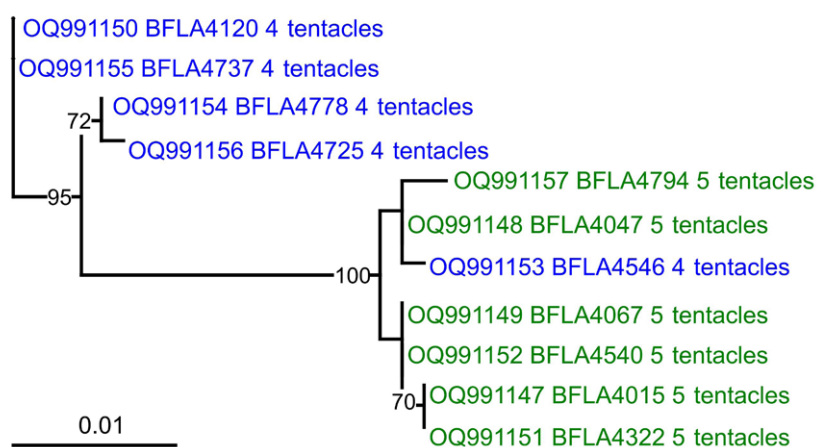 OQ991150 BFLA4120 4 tentacles
OQ991155 BFLA4737 4 tentacles
OQ991154 BFLA4778 4 tentacles
72
OQ991156 BFLA4725 4 tentacles
OQ991157 BFLA4794 5 tentacles
95
OQ991148 BFLA4047 5 tentacles
OQ991153 BFLA4546 4 tentacles
100
OQ991149 BFLA4067 5 tentacles
OQ991152 BFLA4540 5 tentacles
OQ991147 BFLA4015 5 tentacles
70
OQ991151 BFLA4322 5 tentacles
0.01